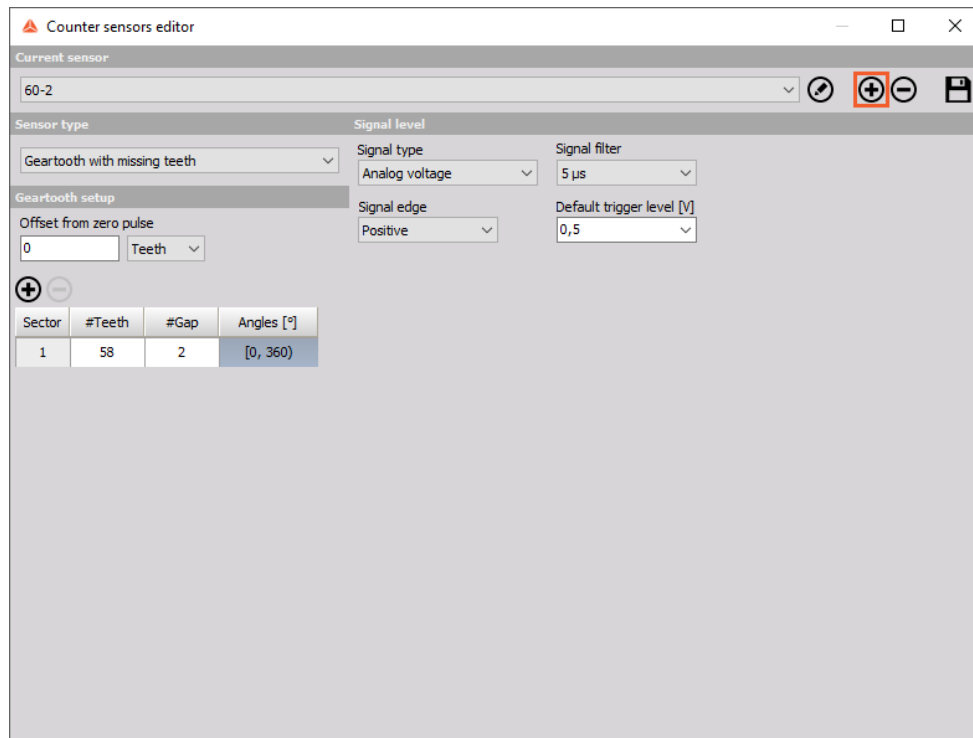 Counter sensors editor
Current sensor
60-2
Sensor type
Signal level
Geartooth with missing teeth
Signal type
Signal filter
Analog voltage
5 µs
Geartooth setup
Signal edge
Default trigger level [V]
Offset from zero pulse
Positive
0,5
0
Teeth
Sector #Teeth #Gap Angles [º]
1 58 2 [0, 360)